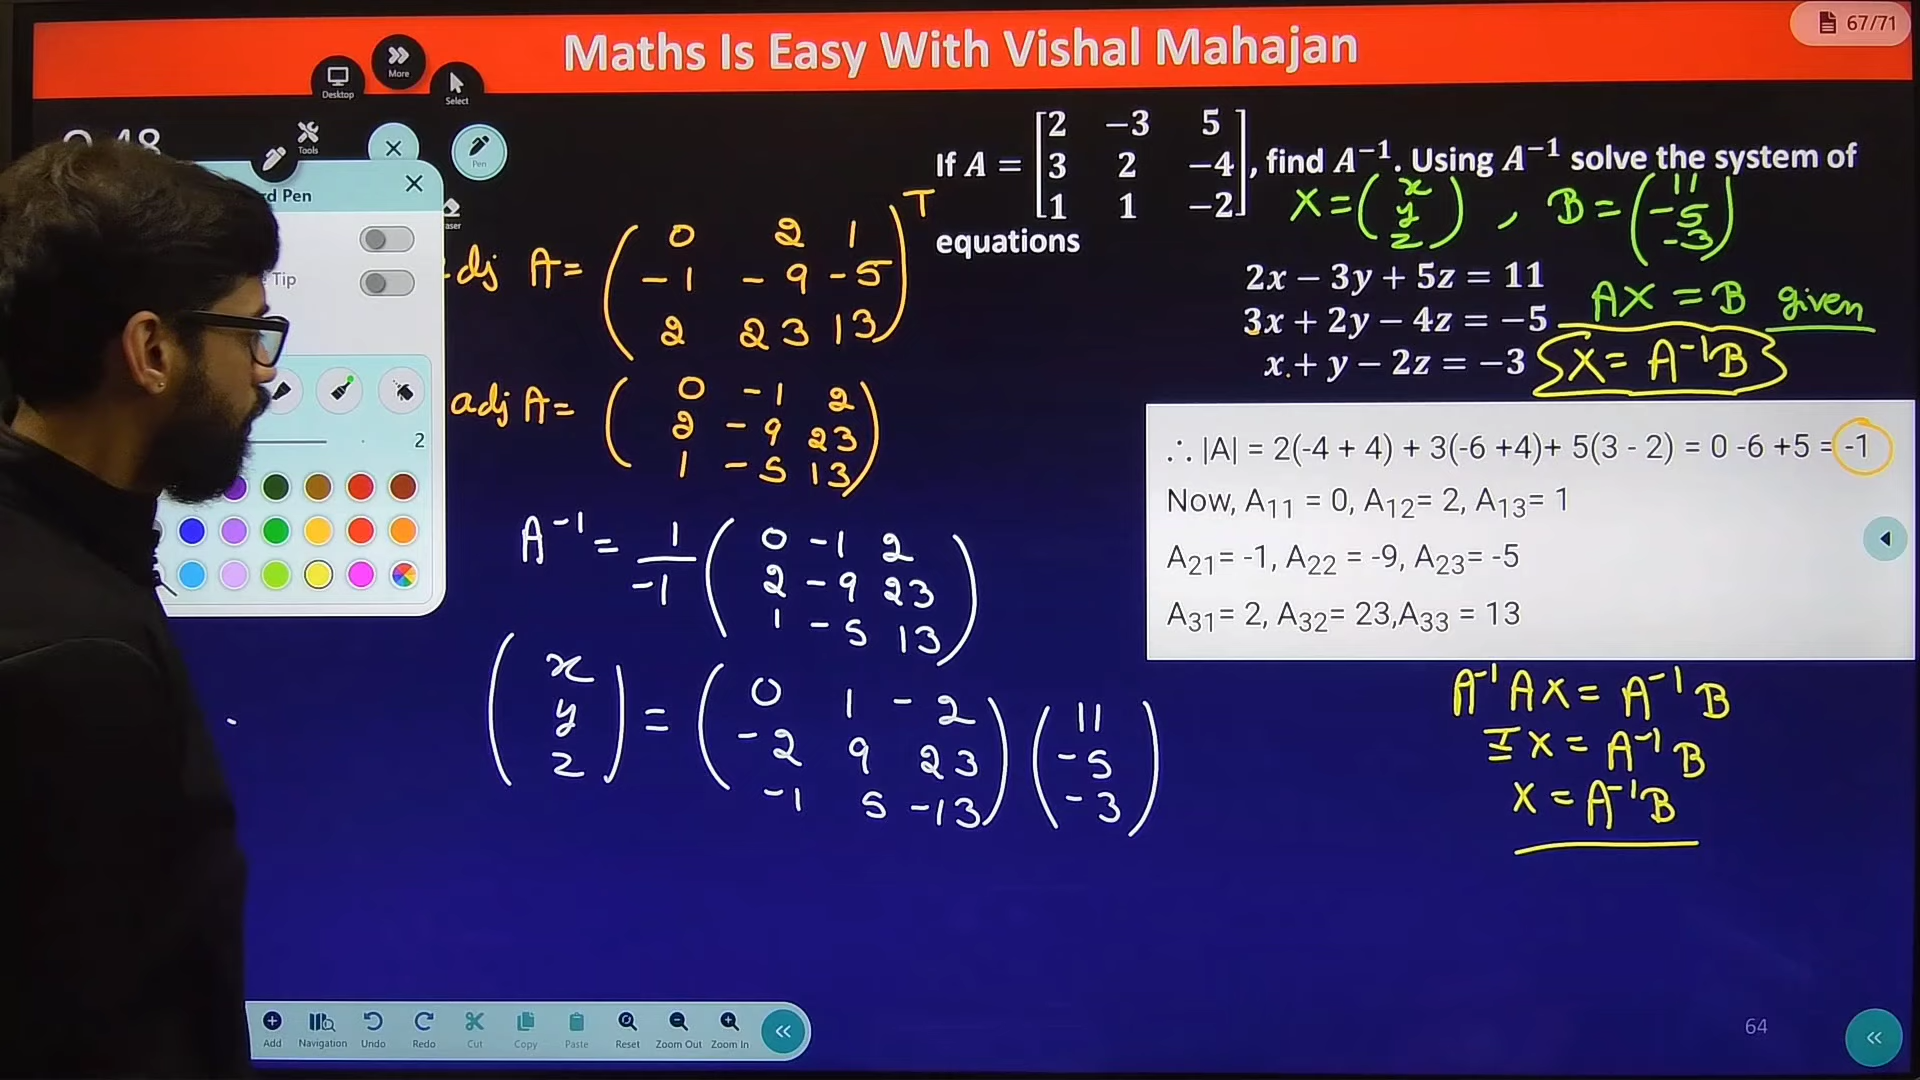 Maths Is Easy With Vishal Mahajan
67/71
Desktop
More
Select
Tools
Pen
If A = [2 −3 5
3 2 −4
1 1 −2], find A⁻¹. Using A⁻¹ solve the system of
equations
2x − 3y + 5z = 11
3x + 2y − 4z = −5
x + y − 2z = −3
X = (x
y
z) , B = (11
-5
-3)
AX = B given
X = A⁻¹B
d Pen
Tip
2
dj A = (0 2 1
-1 -9 -5
2 23 13)ᵀ
adj A = (0 -1 2
2 -9 23
1 -5 13)
A⁻¹ = 1/-1 (0 -1 2
2 -9 23
1 -5 13)
(x
y
z) = (0 1 -2
-2 9 23
-1 5 -13) (11
-5
-3)
∴ |A| = 2(-4 + 4) + 3(-6 +4)+ 5(3 - 2) = 0 -6 +5 = -1
Now, A₁₁ = 0, A₁₂= 2, A₁₃= 1
A₂₁= -1, A₂₂ = -9, A₂₃= -5
A₃₁= 2, A₃₂= 23,A₃₃ = 13
A⁻¹AX = A⁻¹B
IX = A⁻¹B
X = A⁻¹B
Add Navigation Undo Redo Cut Copy Paste Reset Zoom Out Zoom In
64